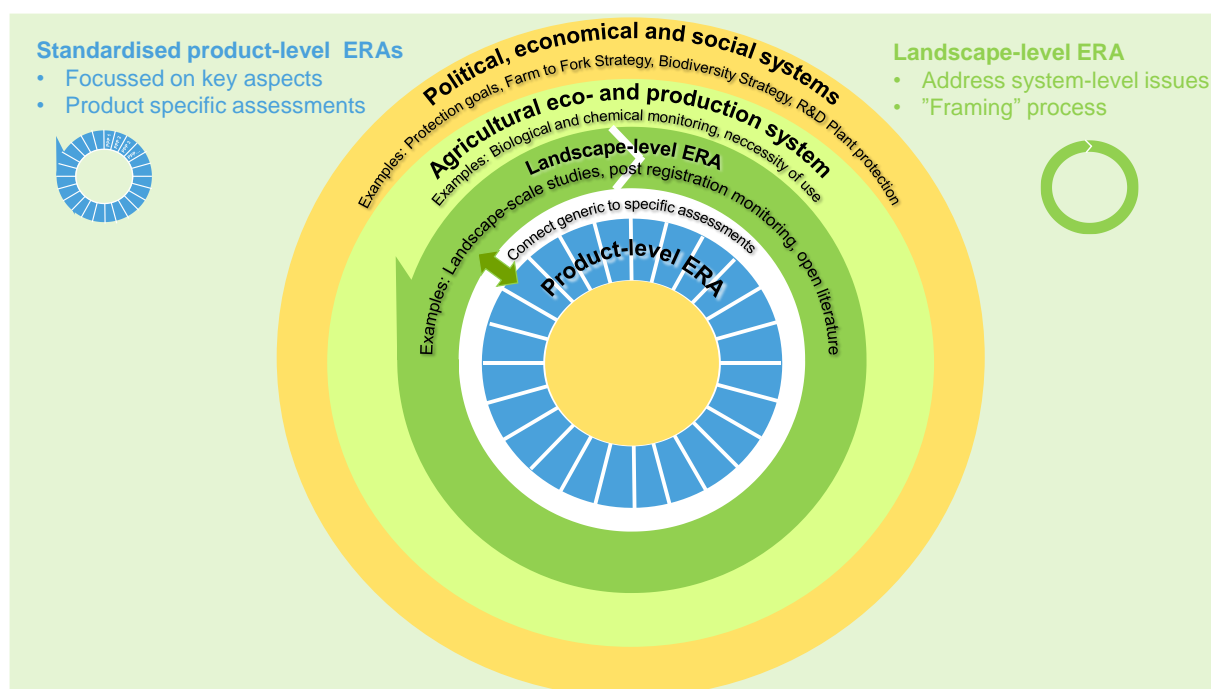 Standardised product-level ERAs
• Focussed on key aspects
• Product specific assessments
Landscape-level ERA
• Address system-level issues
• ”Framing” process
Political, economical and social systems
Examples: Protection goals, Farm to Fork Strategy, Biodiversity Strategy, R&D Plant protection
Agricultural eco- and production system
Examples: Biological and chemical monitoring, neccessity of use
Landscape-level ERA
Examples: Landscape-scale studies, post registration monitoring, open literature
Connect generic to specific assessments
Product-level ERA